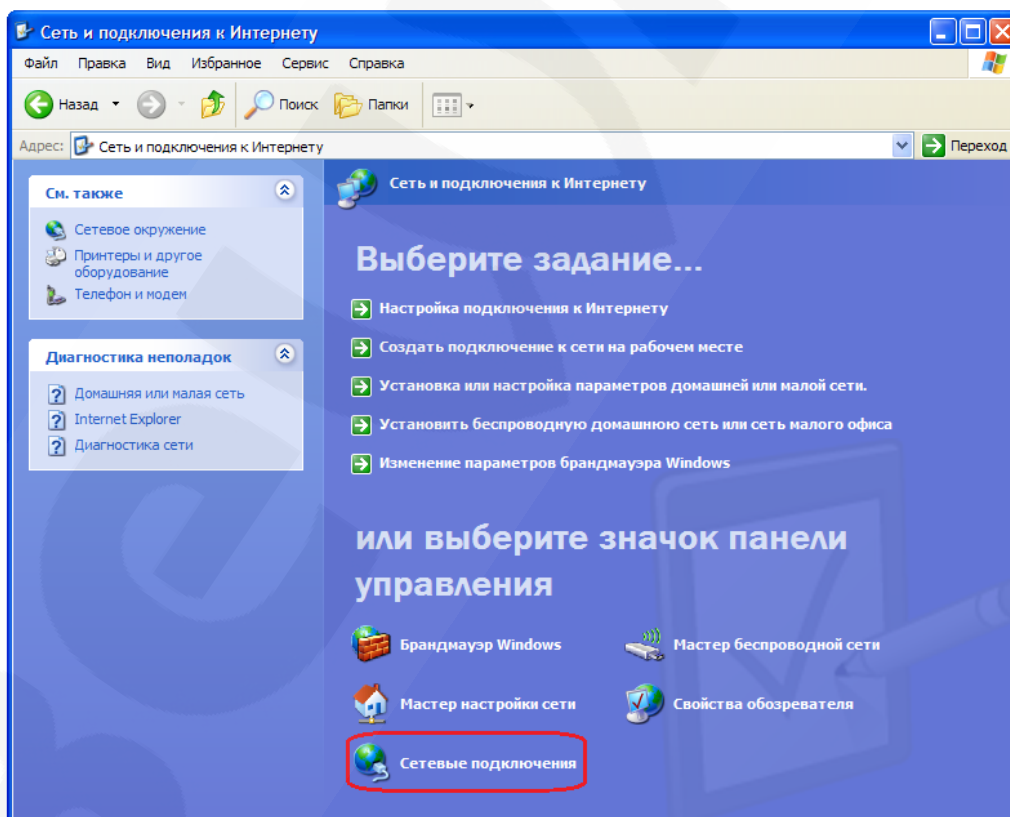 Сеть и подключения к Интернету
Файл Правка Вид Избранное Сервис Справка
Назад Поиск Папки
Адрес: Сеть и подключения к Интернету Переход
См. также
Сетевое окружение
Принтеры и другое
оборудование
Телефон и модем
Диагностика неполадок
Домашняя или малая сеть
Internet Explorer
Диагностика сети
Сеть и подключения к Интернету
Выберите задание...
Настройка подключения к Интернету
Создать подключение к сети на рабочем месте
Установка или настройка параметров домашней или малой сети.
Установить беспроводную домашнюю сеть или сеть малого офиса
Изменение параметров брандмауэра Windows
или выберите значок панели
управления
Брандмауэр Windows Мастер беспроводной сети
Мастер настройки сети Свойства обозревателя
Сетевые подключения